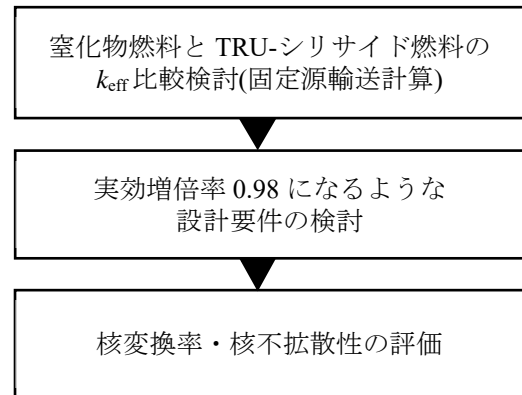 窒化物燃料と TRU-シリサイド燃料の
keff 比較検討(固定源輸送計算)
実効増倍率 0.98 になるような
設計要件の検討
核変換率・核不拡散性の評価